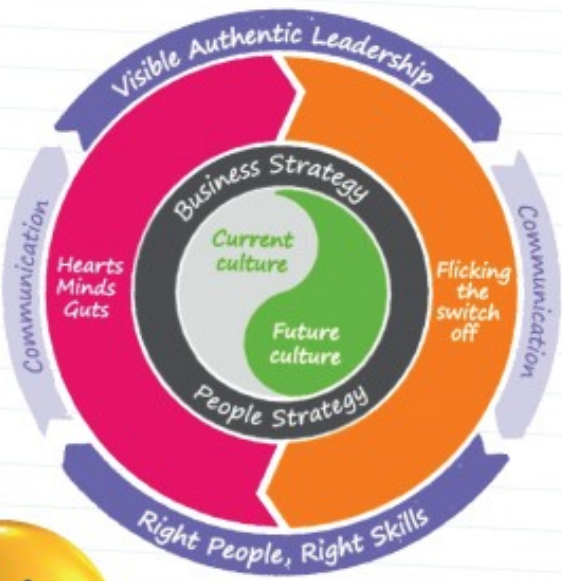 Visible Authentic Leadership
Communication
Hearts
Minds
Guts
Business Strategy
Current
culture
Future
culture
People Strategy
Flicking
the
switch
off
Communication
Right People, Right Skills